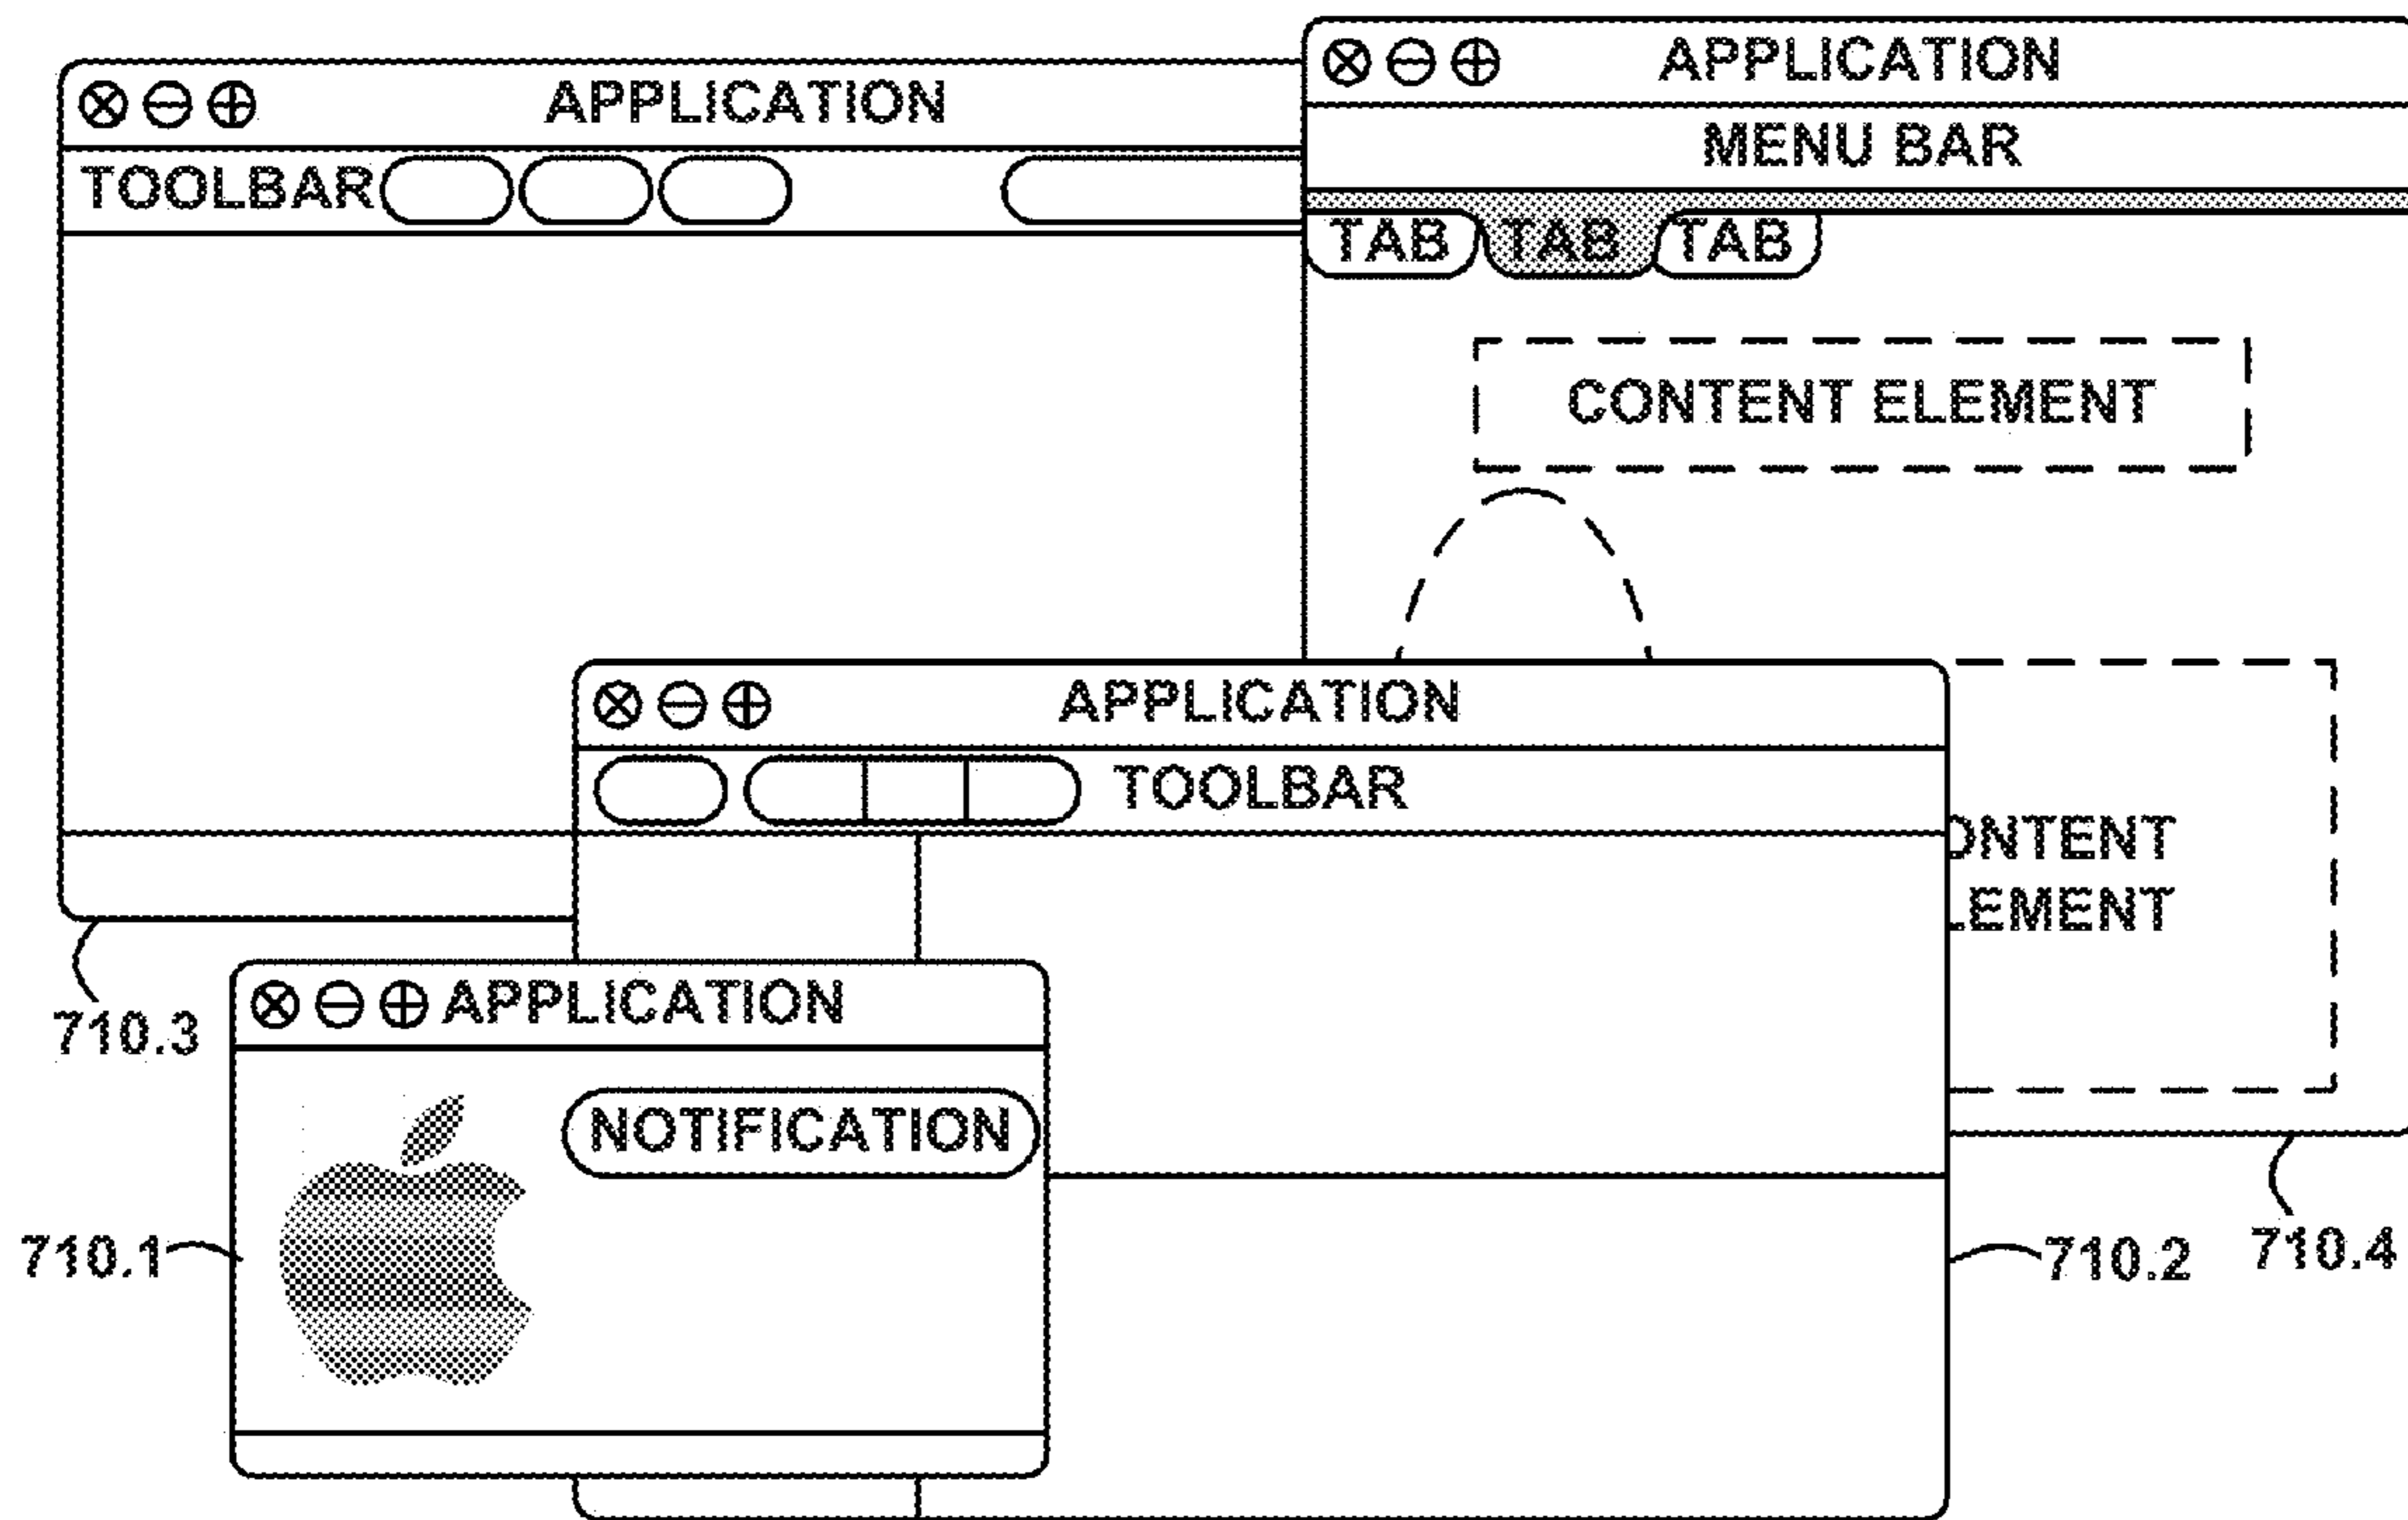 APPLICATION
TOOLBAR
APPLICATION
MENU BAR
TAB TAB TAB
CONTENT ELEMENT
APPLICATION
TOOLBAR
ONTENT
LEMENT
710.3
APPLICATION
NOTIFICATION
710.1
710.2
710.4